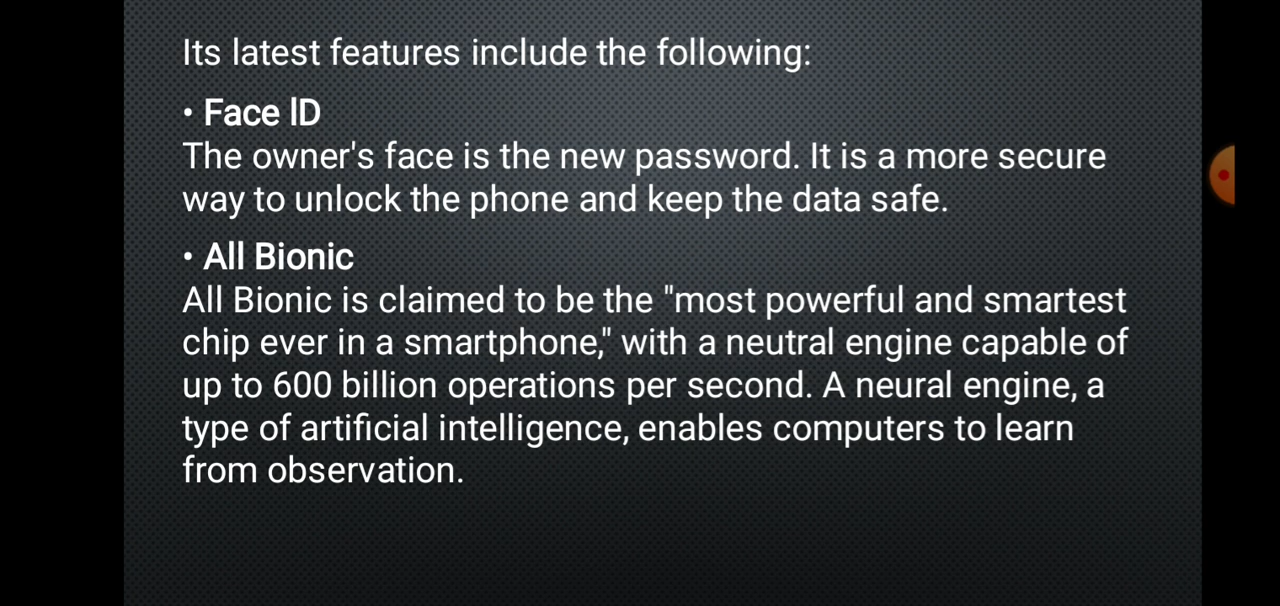 Its latest features include the following:
• Face ID
The owner's face is the new password. It is a more secure
way to unlock the phone and keep the data safe.
• All Bionic
All Bionic is claimed to be the "most powerful and smartest
chip ever in a smartphone," with a neutral engine capable of
up to 600 billion operations per second. A neural engine, a
type of artificial intelligence, enables computers to learn
from observation.